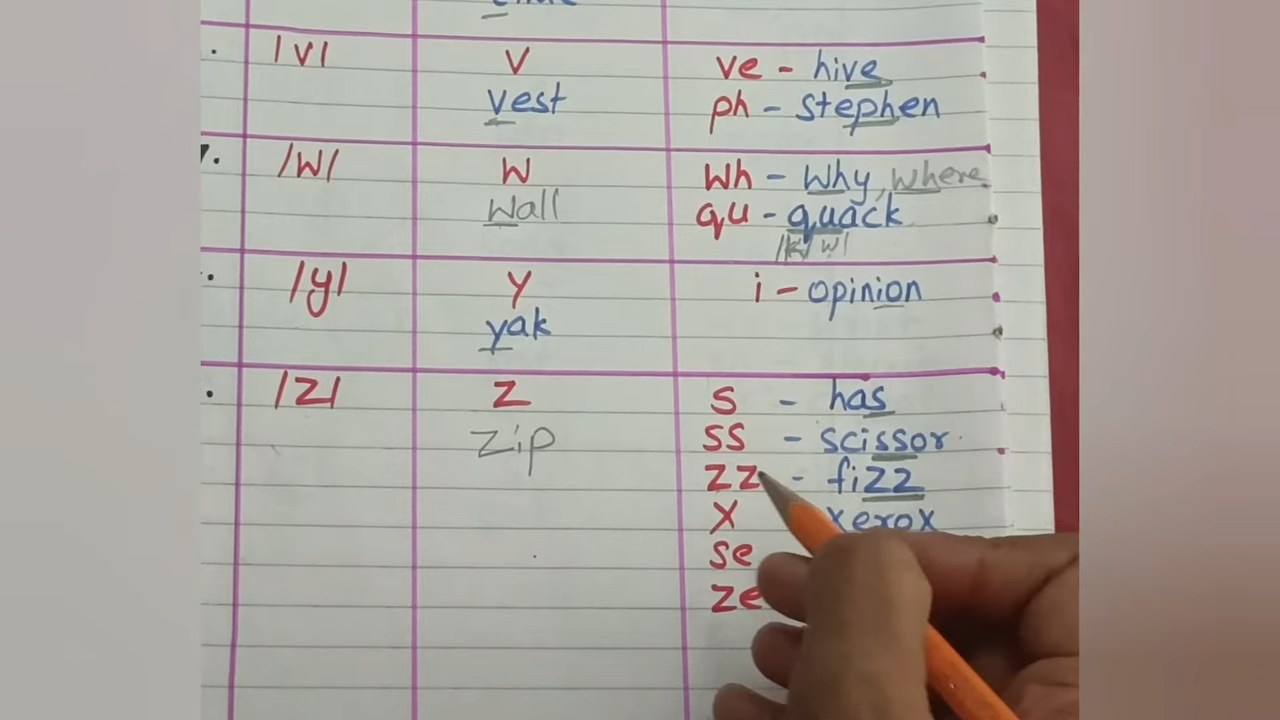 /v/ v ve - hive
vest ph - stephen
/w/ w wh - why, where
wall qu - quack
/k/ w/
/y/ y i - opinion
yak
/z/ z s - has
zip ss - scissor
zz - fizz
x xerox
se
ze